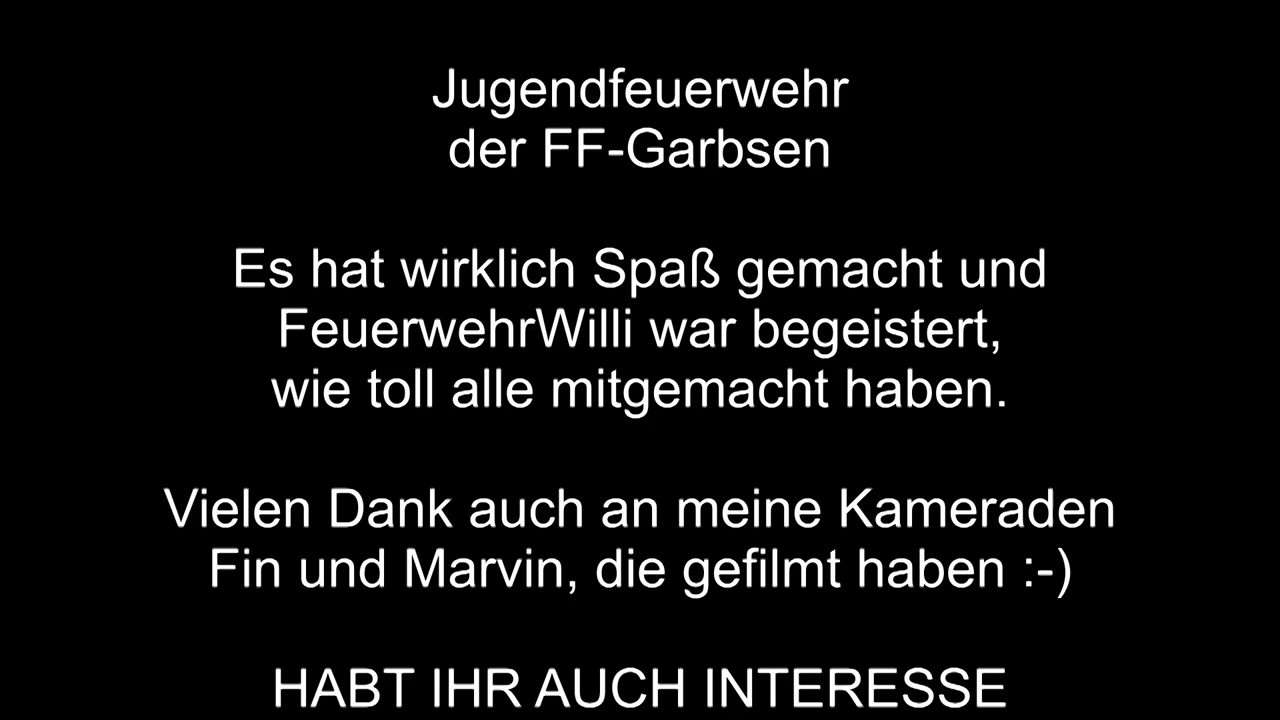 Jugendfeuerwehr
der FF-Garbsen
Es hat wirklich Spaß gemacht und
FeuerwehrWilli war begeistert,
wie toll alle mitgemacht haben.
Vielen Dank auch an meine Kameraden
Fin und Marvin, die gefilmt haben :-)
HABT IHR AUCH INTERESSE